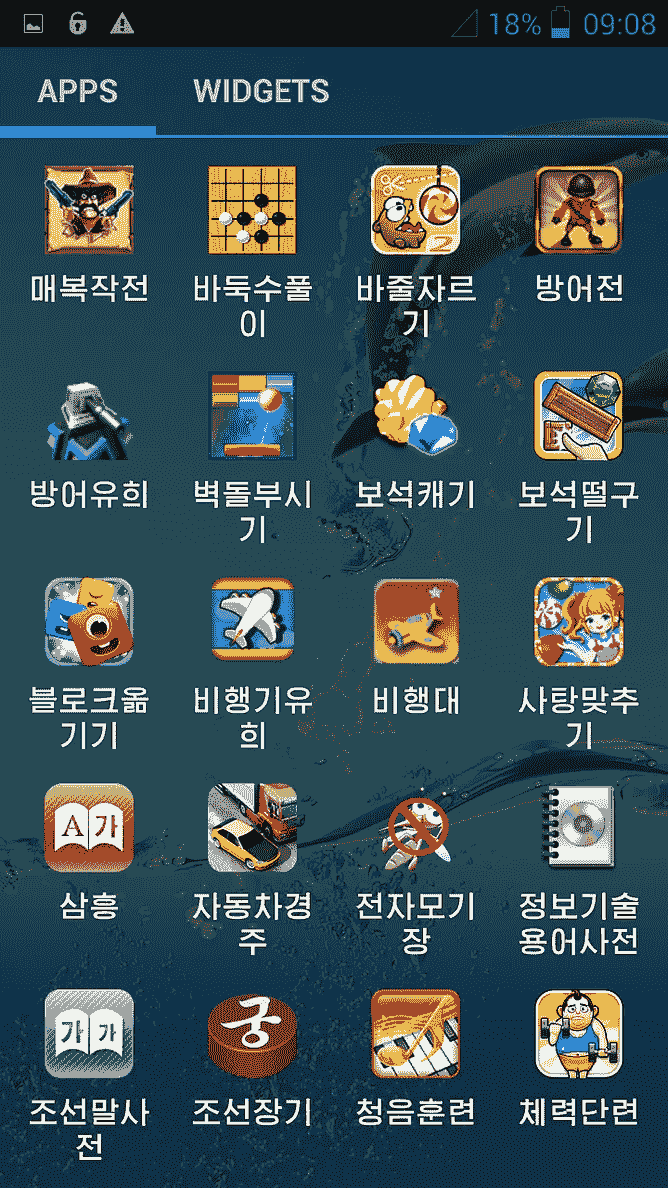 18% 09:08
APPS WIDGETS
매복작전 바둑수풀 바줄자르 방어전
이 기
방어유희 벽돌부시 보석캐기 보석떨구
기 기
블로크옮 비행기유 비행대 사탕맞추
기기 희 기
A 가
삼흥 자동차경 전자모기 정보기술
주 장 용어사전
가 가 궁
조선말사 조선장기 청음훈련 체력단련
전